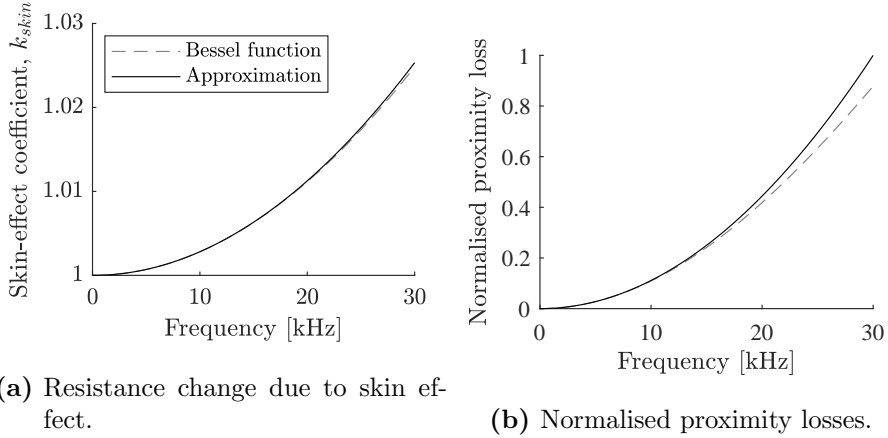 1.03
1.02
1.01
1
Skin-effect coefficient, k_skin
Bessel function
Approximation
0 10 20 30
Frequency [kHz]
(a) Resistance change due to skin ef-
fect.
1
0.8
0.6
0.4
0.2
0
Normalised proximity loss
0 10 20 30
Frequency [kHz]
(b) Normalised proximity losses.